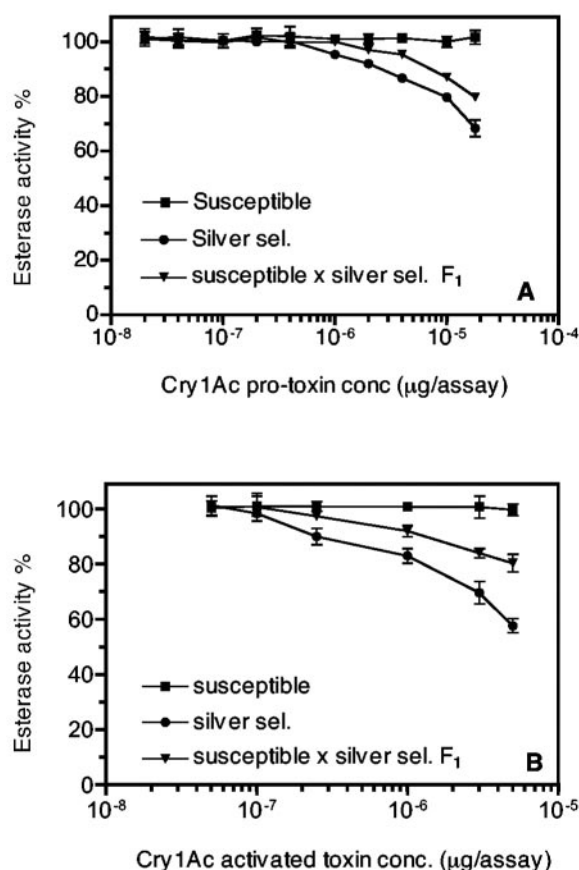 Esterase activity %
100
80
60
40
20
0
Susceptible
Silver sel.
susceptible x silver sel. F₁
A
10⁻⁸ 10⁻⁷ 10⁻⁶ 10⁻⁵ 10⁻⁴
Cry1Ac pro-toxin conc (µg/assay)
Esterase activity %
100
80
60
40
20
0
susceptible
silver sel.
susceptible x silver sel. F₁
B
10⁻⁸ 10⁻⁷ 10⁻⁶ 10⁻⁵
Cry1Ac activated toxin conc. (µg/assay)